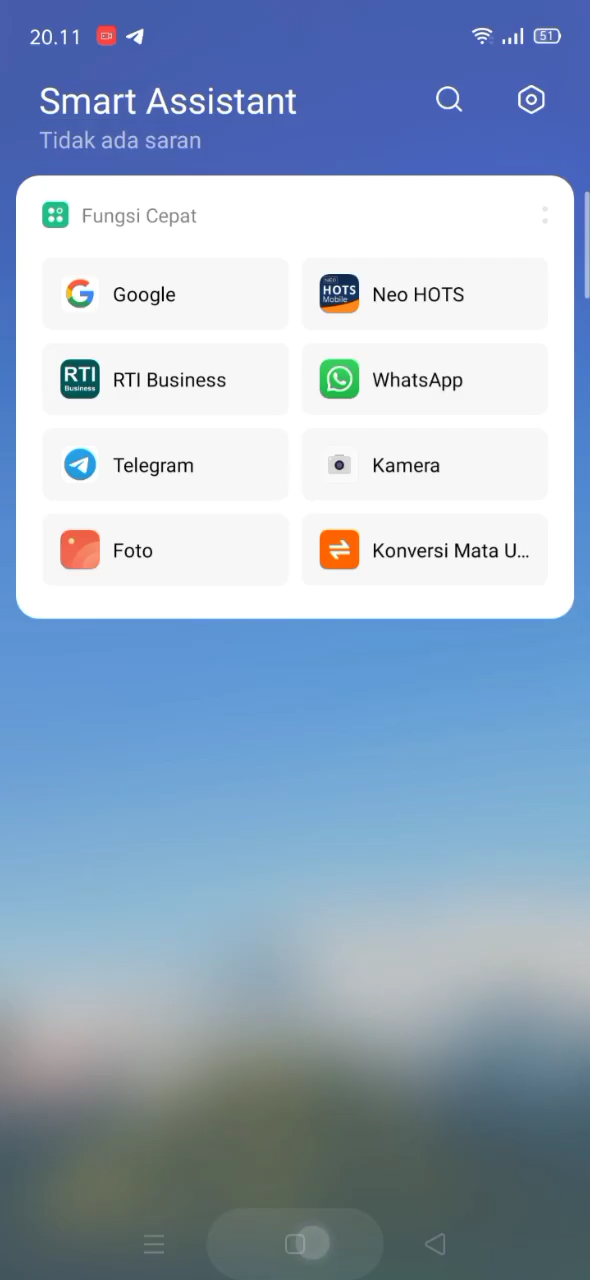 20.11
51
Smart Assistant
Tidak ada saran
Fungsi Cepat
Google
NEO HOTS Mobile
Neo HOTS
RTI Business
RTI Business
WhatsApp
Telegram
Kamera
Foto
Konversi Mata U...